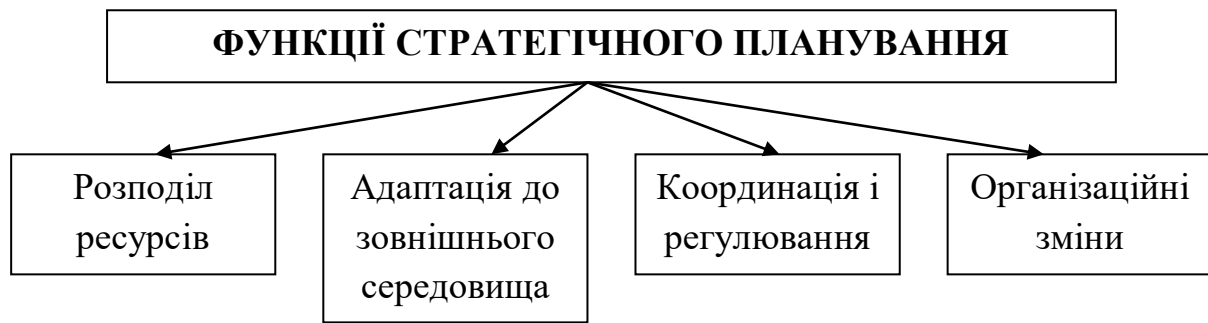 ФУНКЦІЇ СТРАТЕГІЧНОГО ПЛАНУВАННЯ
Розподіл
ресурсів
Адаптація до
зовнішнього
середовища
Координація і
регулювання
Організаційні
зміни